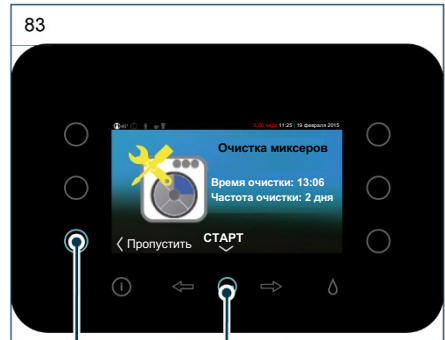 83
11:25 | 19 февраля 2015
Очистка миксеров
Время очистки: 13:06
Частота очистки: 2 дня
Пропустить
СТАРТ
i